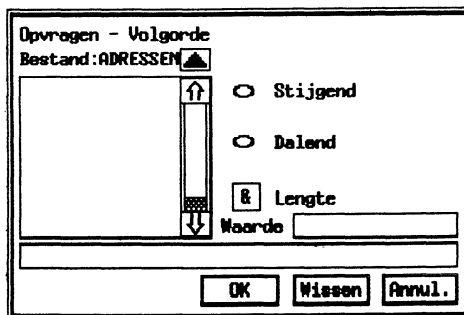 Opvragen - Volgorde
Bestand:ADRESSEN
Stijgend
Dalend
& Lengte
Waarde
OK Wissen Annul.